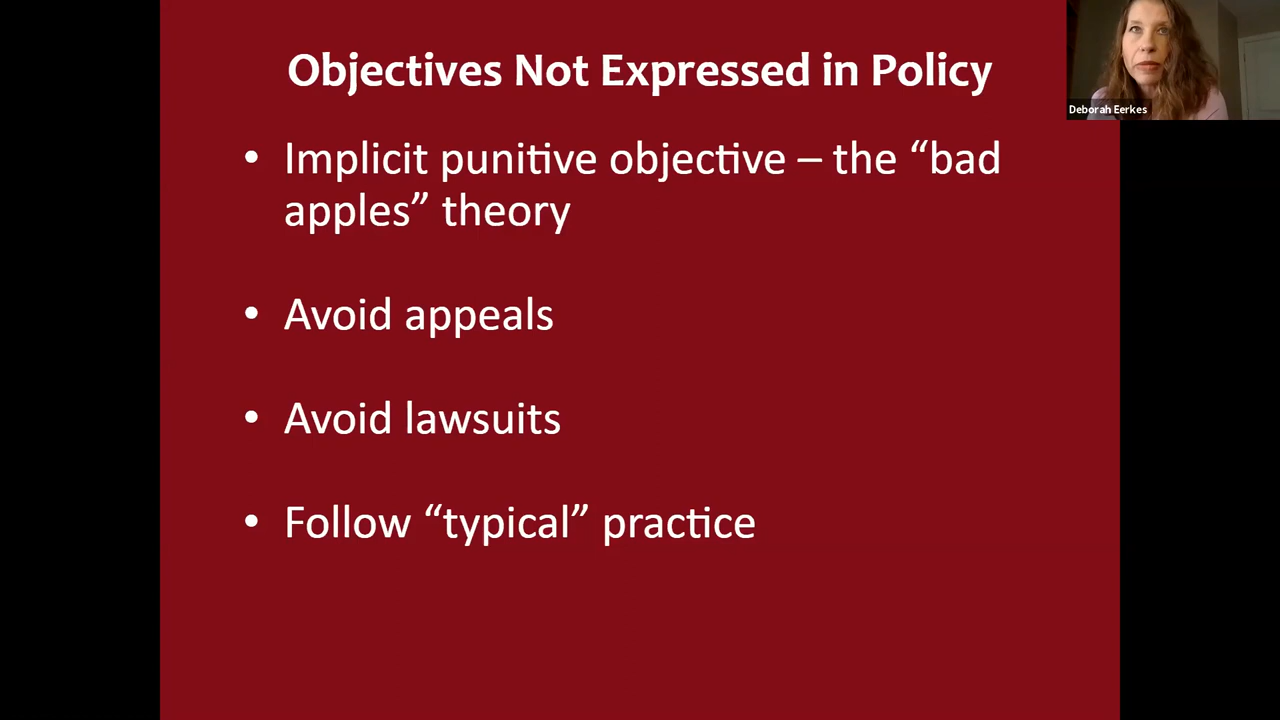 Objectives Not Expressed in Policy
• Implicit punitive objective – the “bad
apples” theory
• Avoid appeals
• Avoid lawsuits
• Follow “typical” practice
Deborah Eerkes